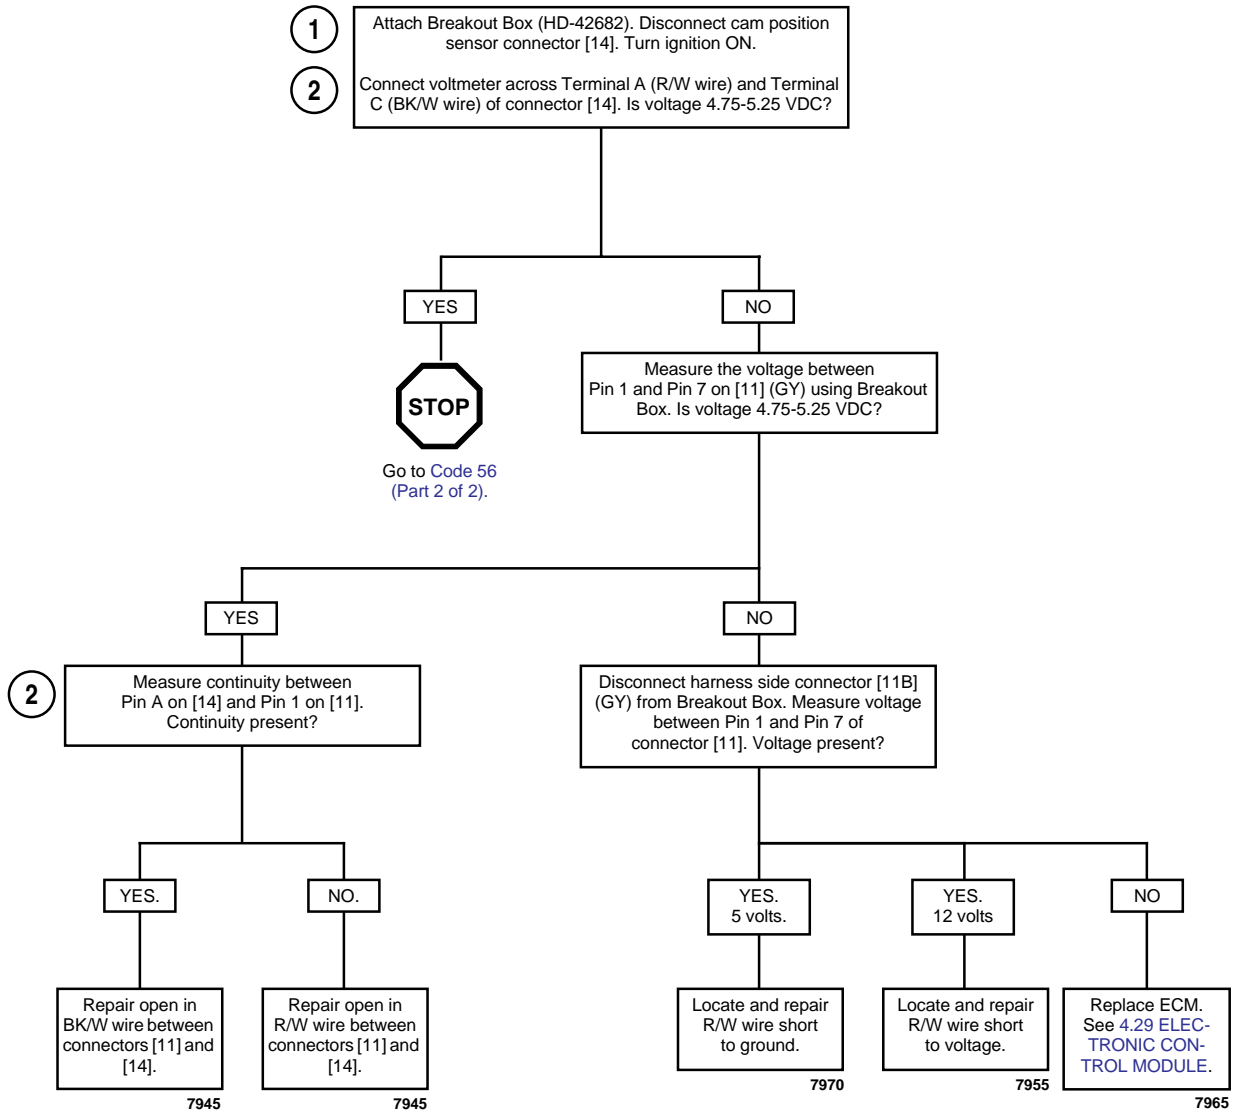 1
Attach Breakout Box (HD-42682). Disconnect cam position
sensor connector [14]. Turn ignition ON.
2
Connect voltmeter across Terminal A (R/W wire) and Terminal
C (BK/W wire) of connector [14]. Is voltage 4.75-5.25 VDC?
YES
NO
STOP
Go to Code 56
(Part 2 of 2).
Measure the voltage between
Pin 1 and Pin 7 on [11] (GY) using Breakout
Box. Is voltage 4.75-5.25 VDC?
YES
NO
2
Measure continuity between
Pin A on [14] and Pin 1 on [11].
Continuity present?
Disconnect harness side connector [11B]
(GY) from Breakout Box. Measure voltage
between Pin 1 and Pin 7 of
connector [11]. Voltage present?
YES.
NO.
YES.
5 volts.
YES.
12 volts
NO
Repair open in
BK/W wire between
connectors [11] and
[14].
7945
Repair open in
R/W wire between
connectors [11] and
[14].
7945
Locate and repair
R/W wire short
to ground.
7970
Locate and repair
R/W wire short
to voltage.
7955
Replace ECM.
See 4.29 ELEC-
TRONIC CON-
TROL MODULE.
7965